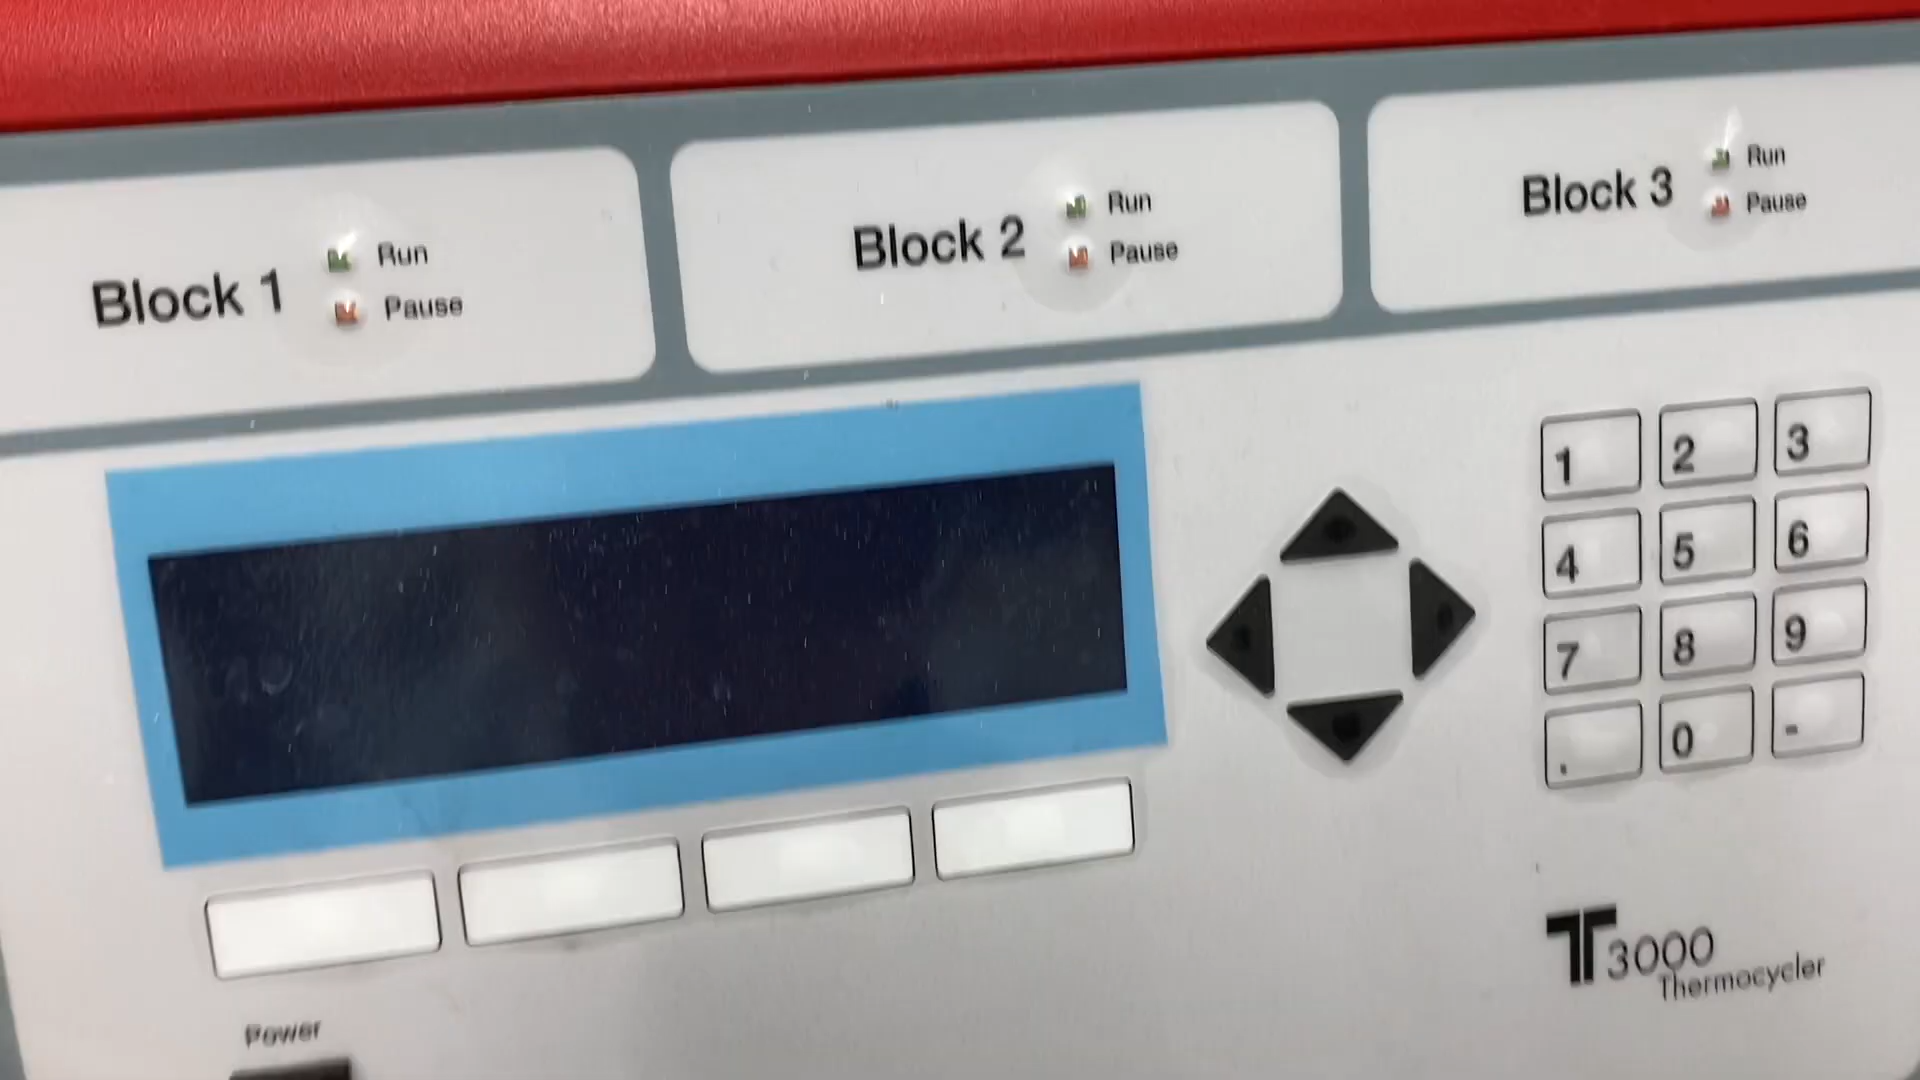 Block 1
Run
Pause
Block 2
Run
Pause
Block 3
Run
Pause
1 2 3
4 5 6
7 8 9
. 0 -
T3000
Thermocycler
Power